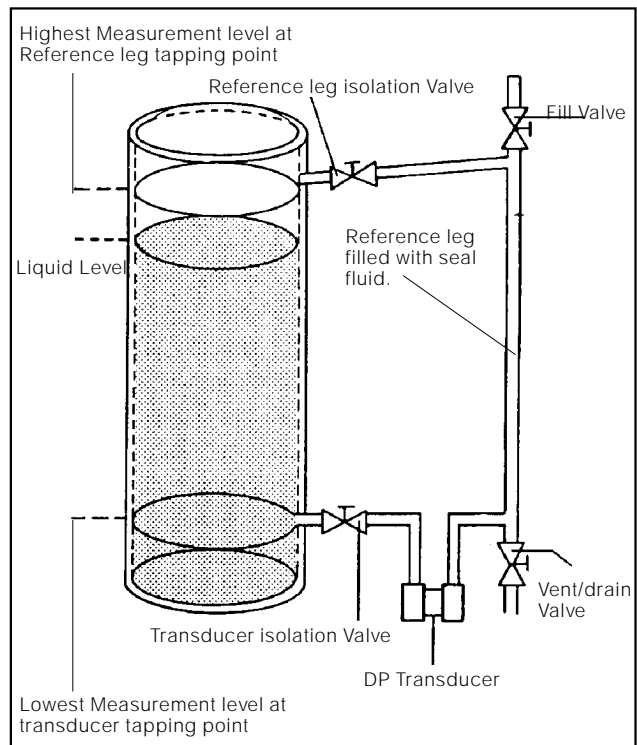 Highest Measurement level at
Reference leg tapping point
Reference leg isolation Valve
Fill Valve
Reference leg
filled with seal
fluid.
Liquid Level
Vent/drain
Valve
Transducer isolation Valve
DP Transducer
Lowest Measurement level at
transducer tapping point